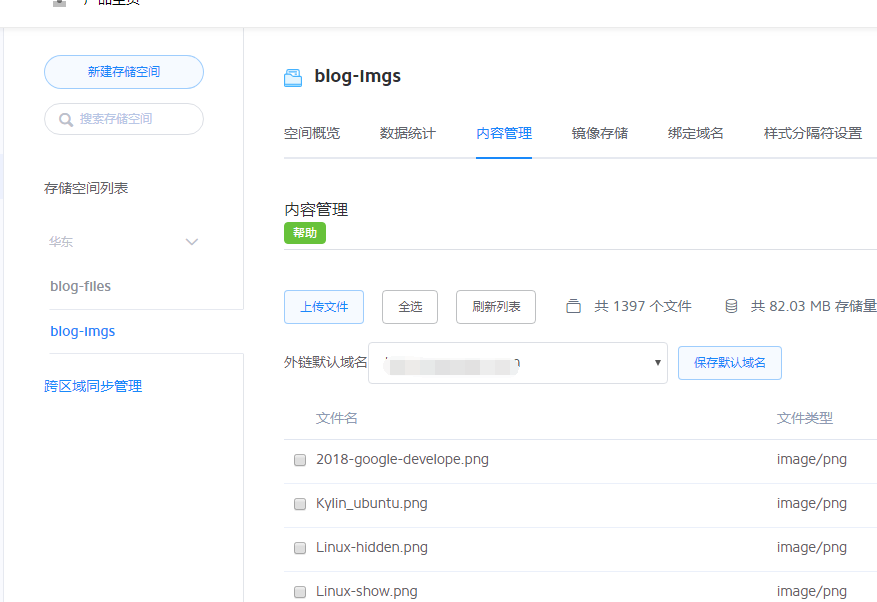 新建存储空间
搜索存储空间
存储空间列表
华东
blog-files
blog-imgs
跨区域同步管理
blog-imgs
空间概览 数据统计 内容管理 镜像存储 绑定域名 样式分隔符设置
内容管理
帮助
上传文件 全选 刷新列表 共 1397 个文件 共 82.03 MB 存储量
外链默认域名 保存默认域名
文件名 文件类型
2018-google-develope.png image/png
Kylin_ubuntu.png image/png
Linux-hidden.png image/png
Linux-show.png image/png